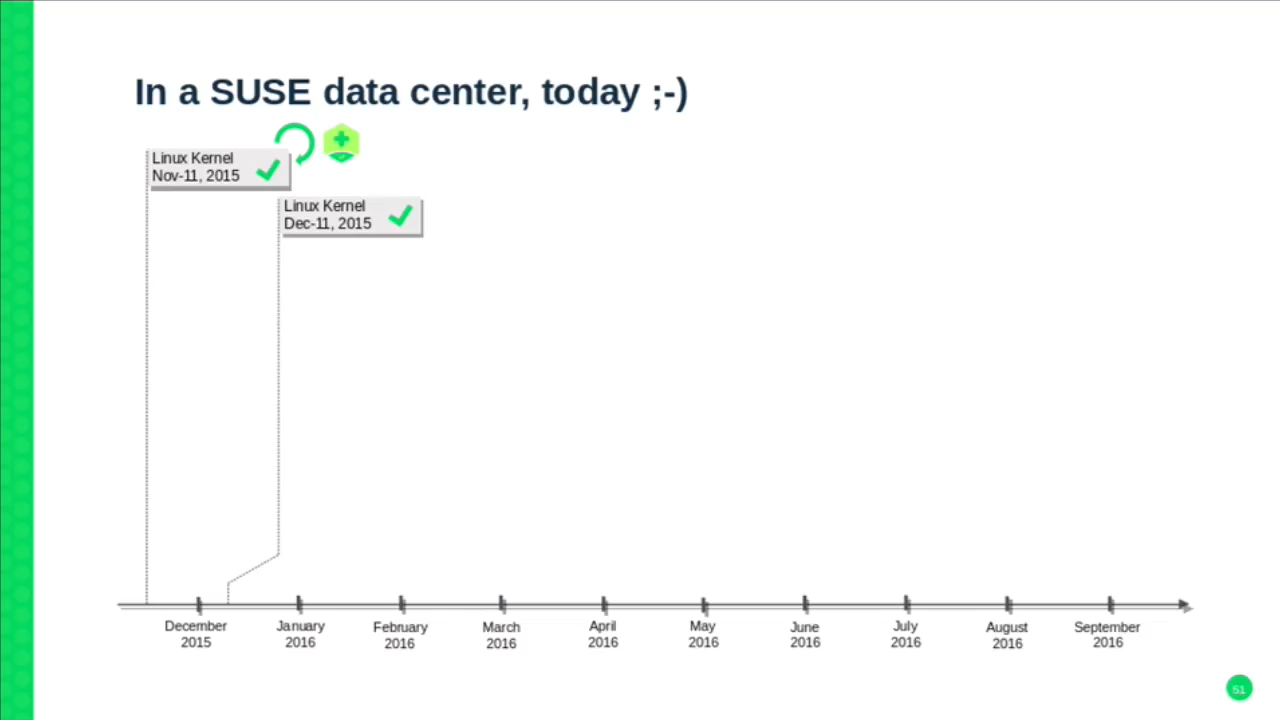 In a SUSE data center, today ;-)
Linux Kernel
Nov-11, 2015
Linux Kernel
Dec-11, 2015
December
2015
January
2016
February
2016
March
2016
April
2016
May
2016
June
2016
July
2016
August
2016
September
2016
51